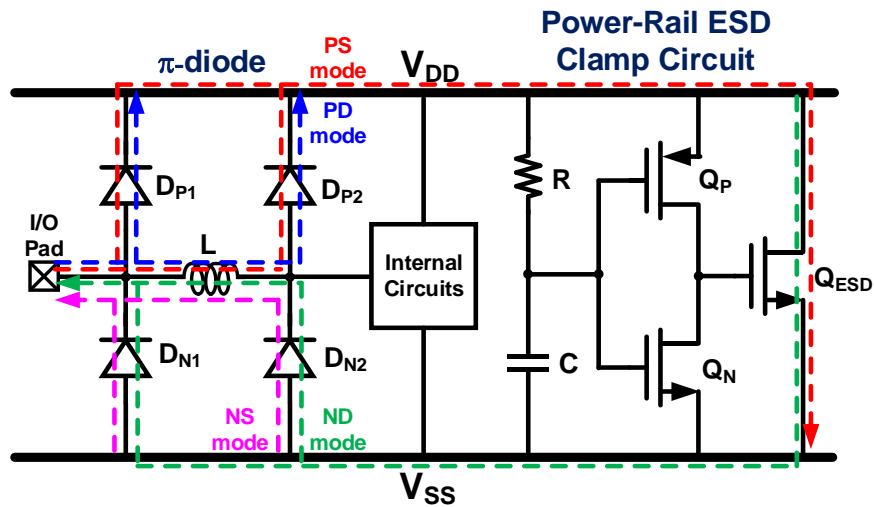 Power-Rail ESD
Clamp Circuit
π-diode
PS
mode
VDD
PD
mode
DP1
DP2
R
QP
I/O
Pad
L
Internal
Circuits
QESD
DN1
DN2
C
QN
NS
mode
ND
mode
VSS